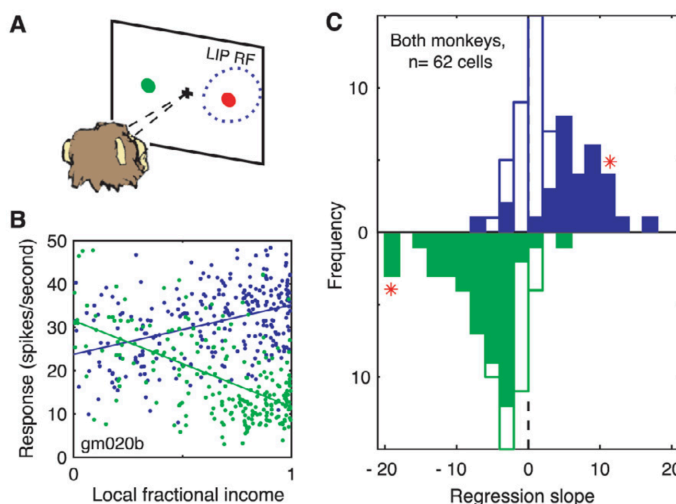 A
LIP RF
B
Response (spikes/second)
50
40
30
20
10
0
gm020b
0
1
Local fractional income
C
Both monkeys,
n= 62 cells
Frequency
10
0
10
- 20
- 10
0
10
20
Regression slope